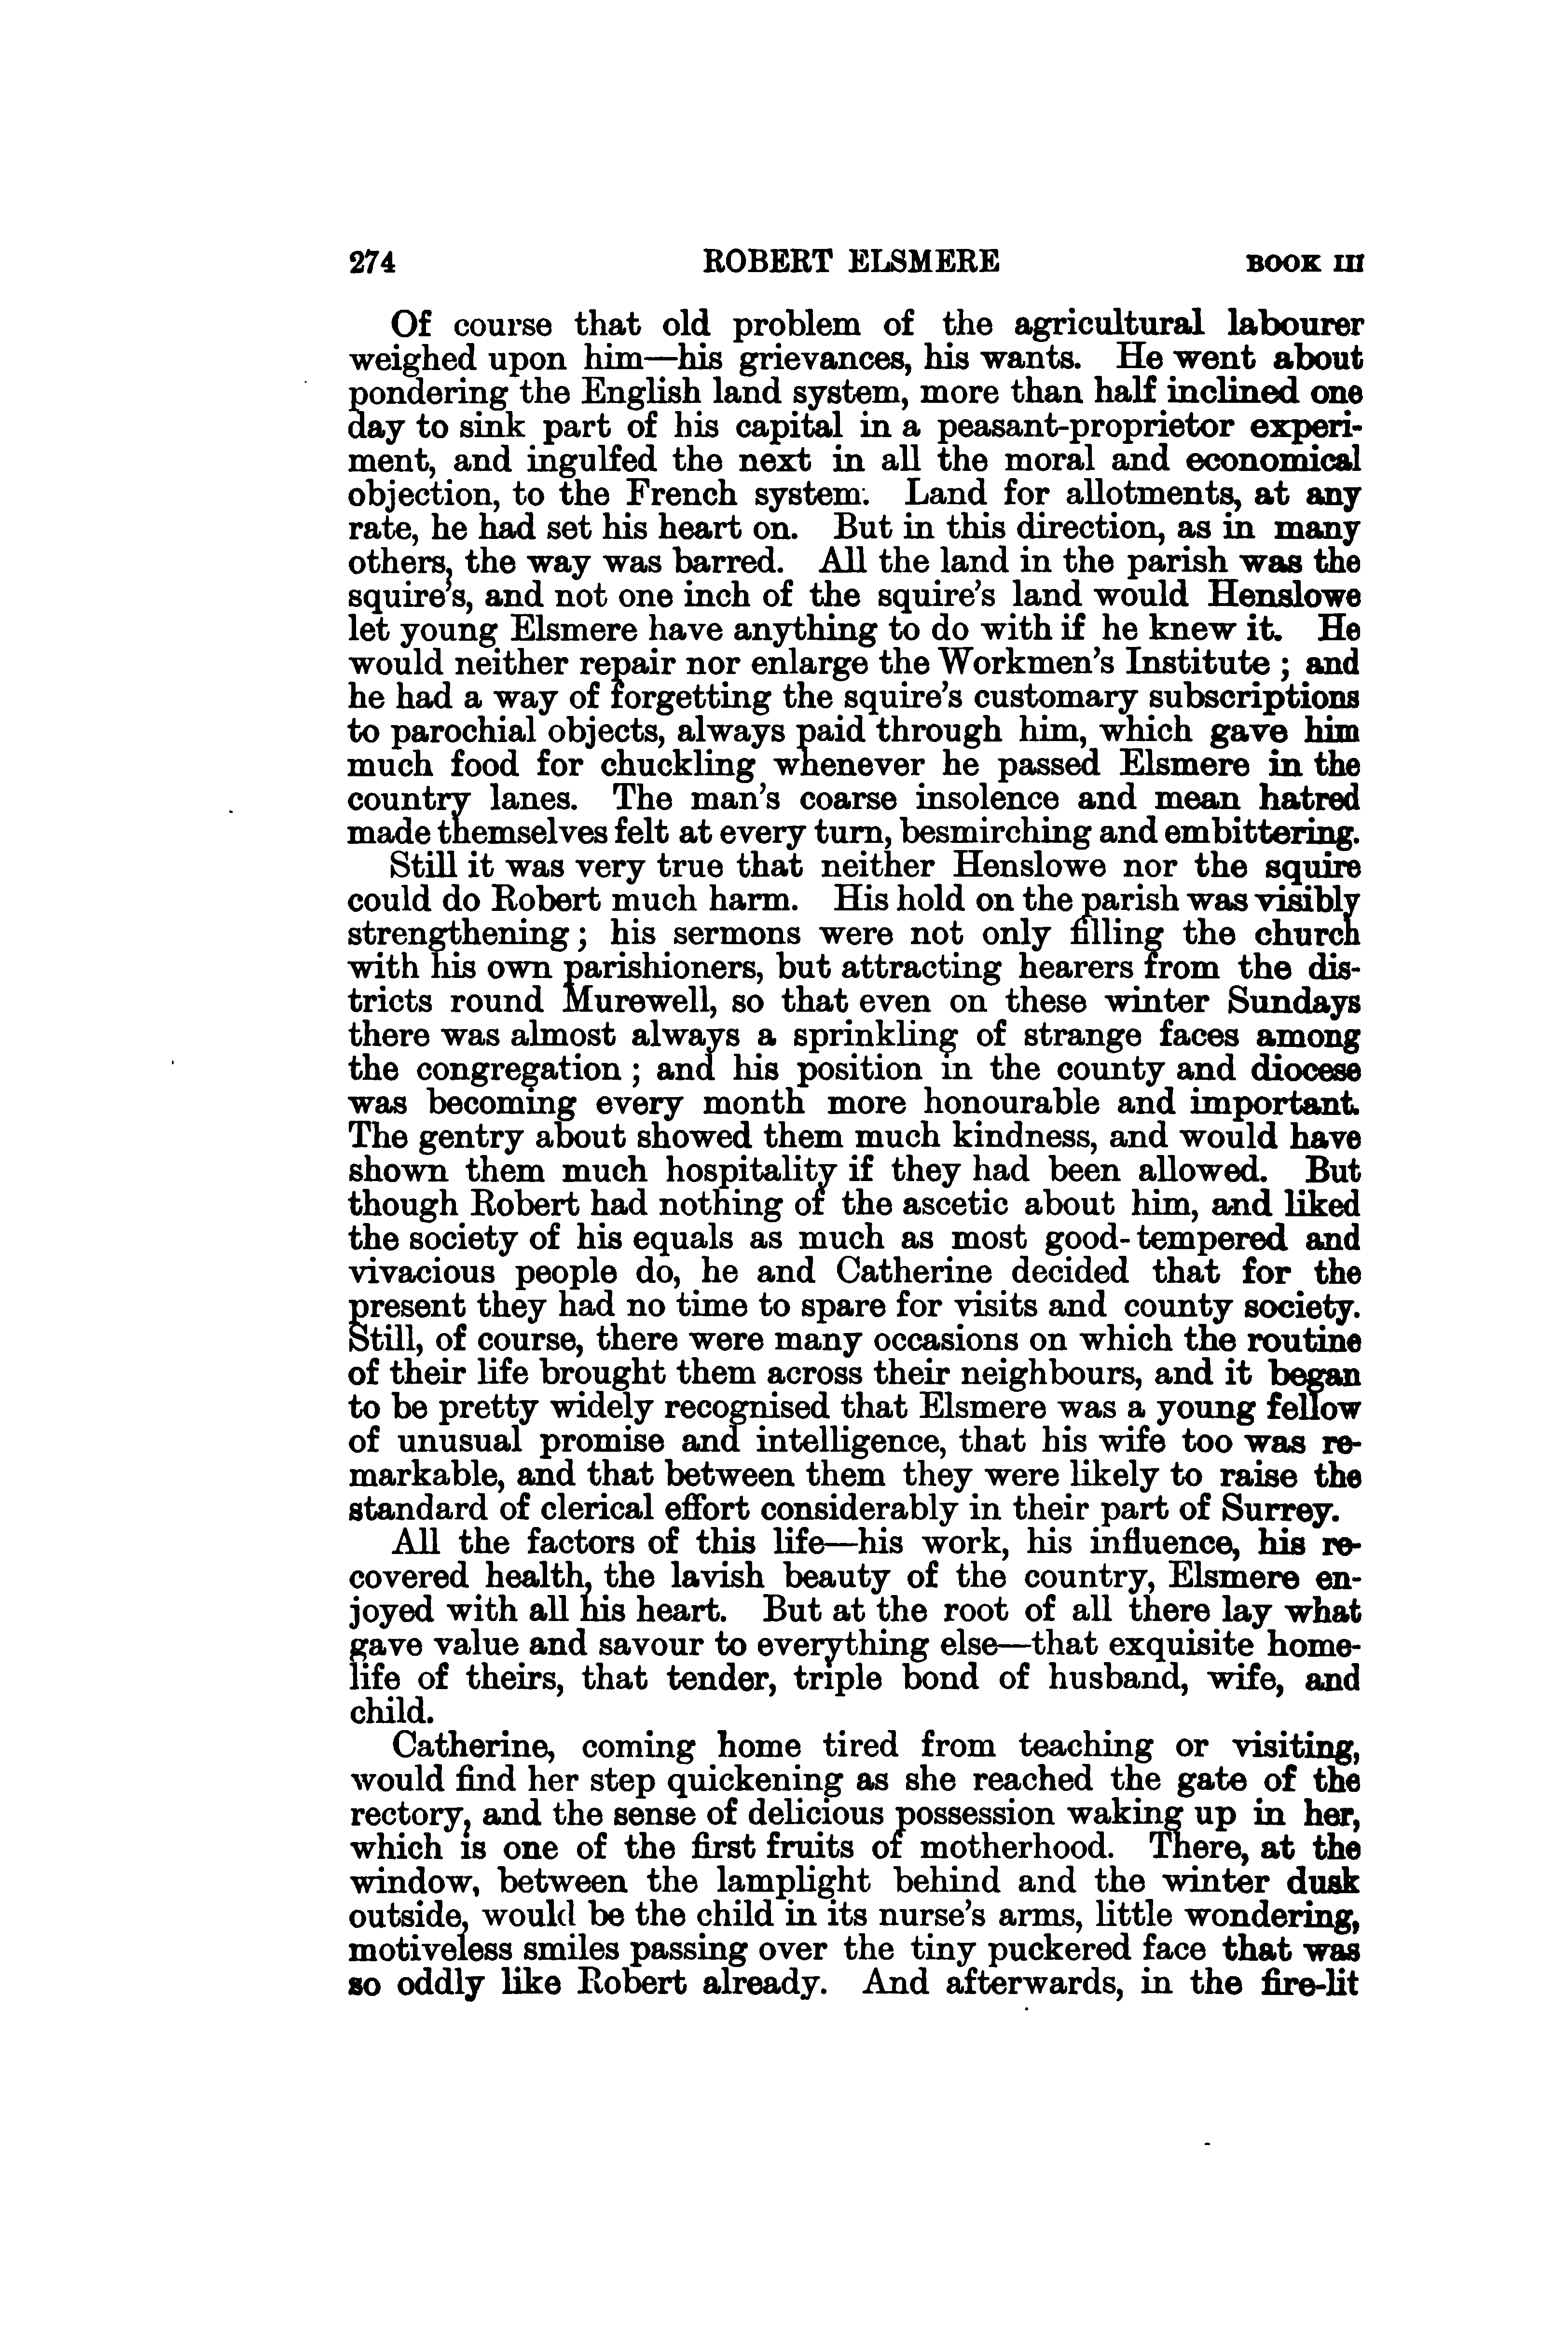 274 ROBERT ELSMERE BOOK III
Of course that old problem of the agricultural labourer
weighed upon him—his grievances, his wants. He went about
pondering the English land system, more than half inclined one
day to sink part of his capital in a peasant-proprietor experi-
ment, and ingulfed the next in all the moral and economical
objection, to the French system. Land for allotments, at any
rate, he had set his heart on. But in this direction, as in many
others, the way was barred. All the land in the parish was the
squire's, and not one inch of the squire's land would Henslowe
let young Elsmere have anything to do with if he knew it. He
would neither repair nor enlarge the Workmen's Institute ; and
he had a way of forgetting the squire's customary subscriptions
to parochial objects, always paid through him, which gave him
much food for chuckling whenever he passed Elsmere in the
country lanes. The man's coarse insolence and mean hatred
made themselves felt at every turn, besmirching and embittering.
Still it was very true that neither Henslowe nor the squire
could do Robert much harm. His hold on the parish was visibly
strengthening ; his sermons were not only filling the church
with his own parishioners, but attracting hearers from the dis-
tricts round Murewell, so that even on these winter Sundays
there was almost always a sprinkling of strange faces among
the congregation ; and his position in the county and diocese
was becoming every month more honourable and important.
The gentry about showed them much kindness, and would have
shown them much hospitality if they had been allowed. But
though Robert had nothing of the ascetic about him, and liked
the society of his equals as much as most good-tempered and
vivacious people do, he and Catherine decided that for the
present they had no time to spare for visits and county society.
Still, of course, there were many occasions on which the routine
of their life brought them across their neighbours, and it began
to be pretty widely recognised that Elsmere was a young fellow
of unusual promise and intelligence, that his wife too was re-
markable, and that between them they were likely to raise the
standard of clerical effort considerably in their part of Surrey.
All the factors of this life—his work, his influence, his re-
covered health, the lavish beauty of the country, Elsmere en-
joyed with all his heart. But at the root of all there lay what
gave value and savour to everything else—that exquisite home-
life of theirs, that tender, triple bond of husband, wife, and
child.
Catherine, coming home tired from teaching or visiting,
would find her step quickening as she reached the gate of the
rectory, and the sense of delicious possession waking up in her,
which is one of the first fruits of motherhood. There, at the
window, between the lamplight behind and the winter dusk
outside, would be the child in its nurse's arms, little wondering,
motiveless smiles passing over the tiny puckered face that was
so oddly like Robert already. And afterwards, in the fire-lit